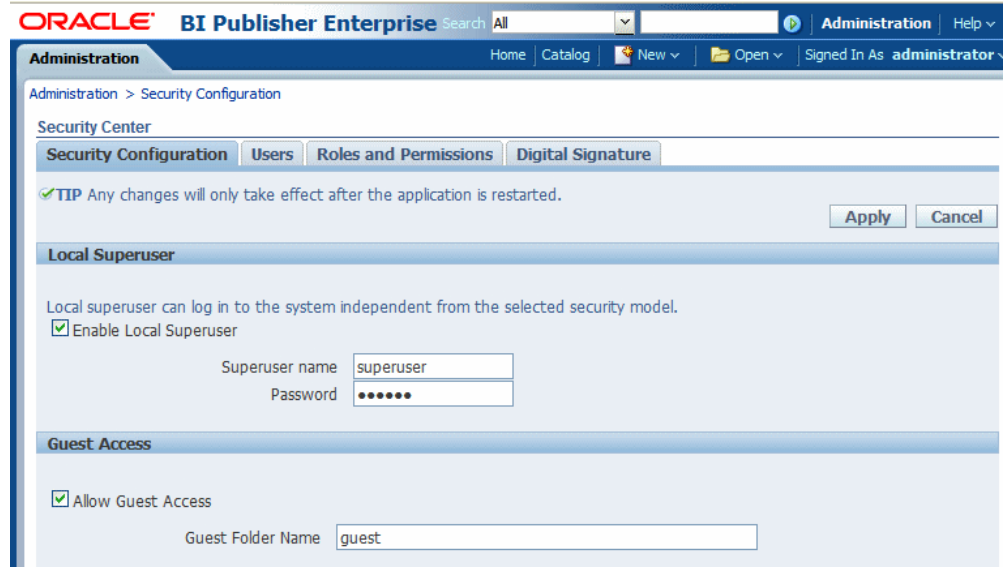 ORACLE BI Publisher Enterprise Search All Administration Help
Administration Home Catalog New Open Signed In As administrator
Administration > Security Configuration
Security Center
Security Configuration Users Roles and Permissions Digital Signature
TIP Any changes will only take effect after the application is restarted.
Apply Cancel
Local Superuser
Local superuser can log in to the system independent from the selected security model.
Enable Local Superuser
Superuser name superuser
Password ••••••
Guest Access
Allow Guest Access
Guest Folder Name guest